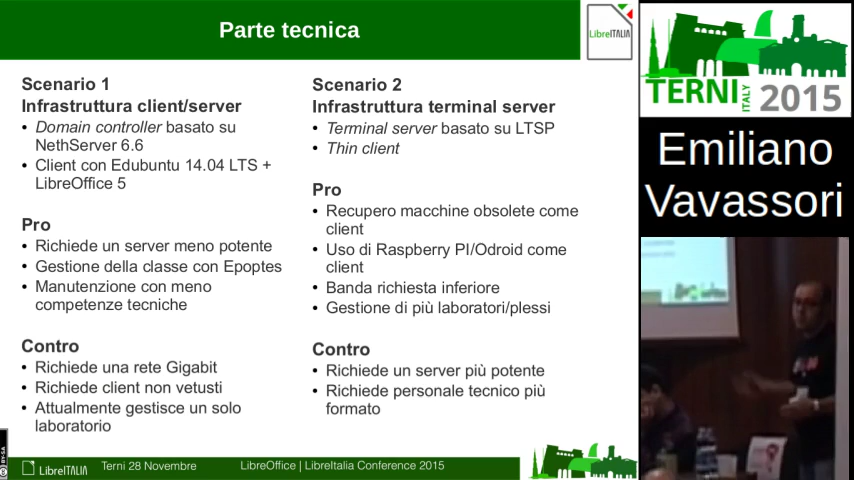 Parte tecnica
LibreITALIA
Scenario 1
Infrastruttura client/server
• Domain controller basato su
NethServer 6.6
• Client con Edubuntu 14.04 LTS +
LibreOffice 5
Pro
• Richiede un server meno potente
• Gestione della classe con Epoptes
• Manutenzione con meno
competenze tecniche
Contro
• Richiede una rete Gigabit
• Richiede client non vetusti
• Attualmente gestisce un solo
laboratorio
Scenario 2
Infrastruttura terminal server
• Terminal server basato su LTSP
• Thin client
Pro
• Recupero macchine obsolete come
client
• Uso di Raspberry PI/Odroid come
client
• Banda richiesta inferiore
• Gestione di più laboratori/plessi
Contro
• Richiede un server più potente
• Richiede personale tecnico più
formato
BY-SA
LibreITALIA
Terni 28 Novembre
LibreOffice | LibreItalia Conference 2015
TERNI
ITALY
2015
Emiliano
Vavassori